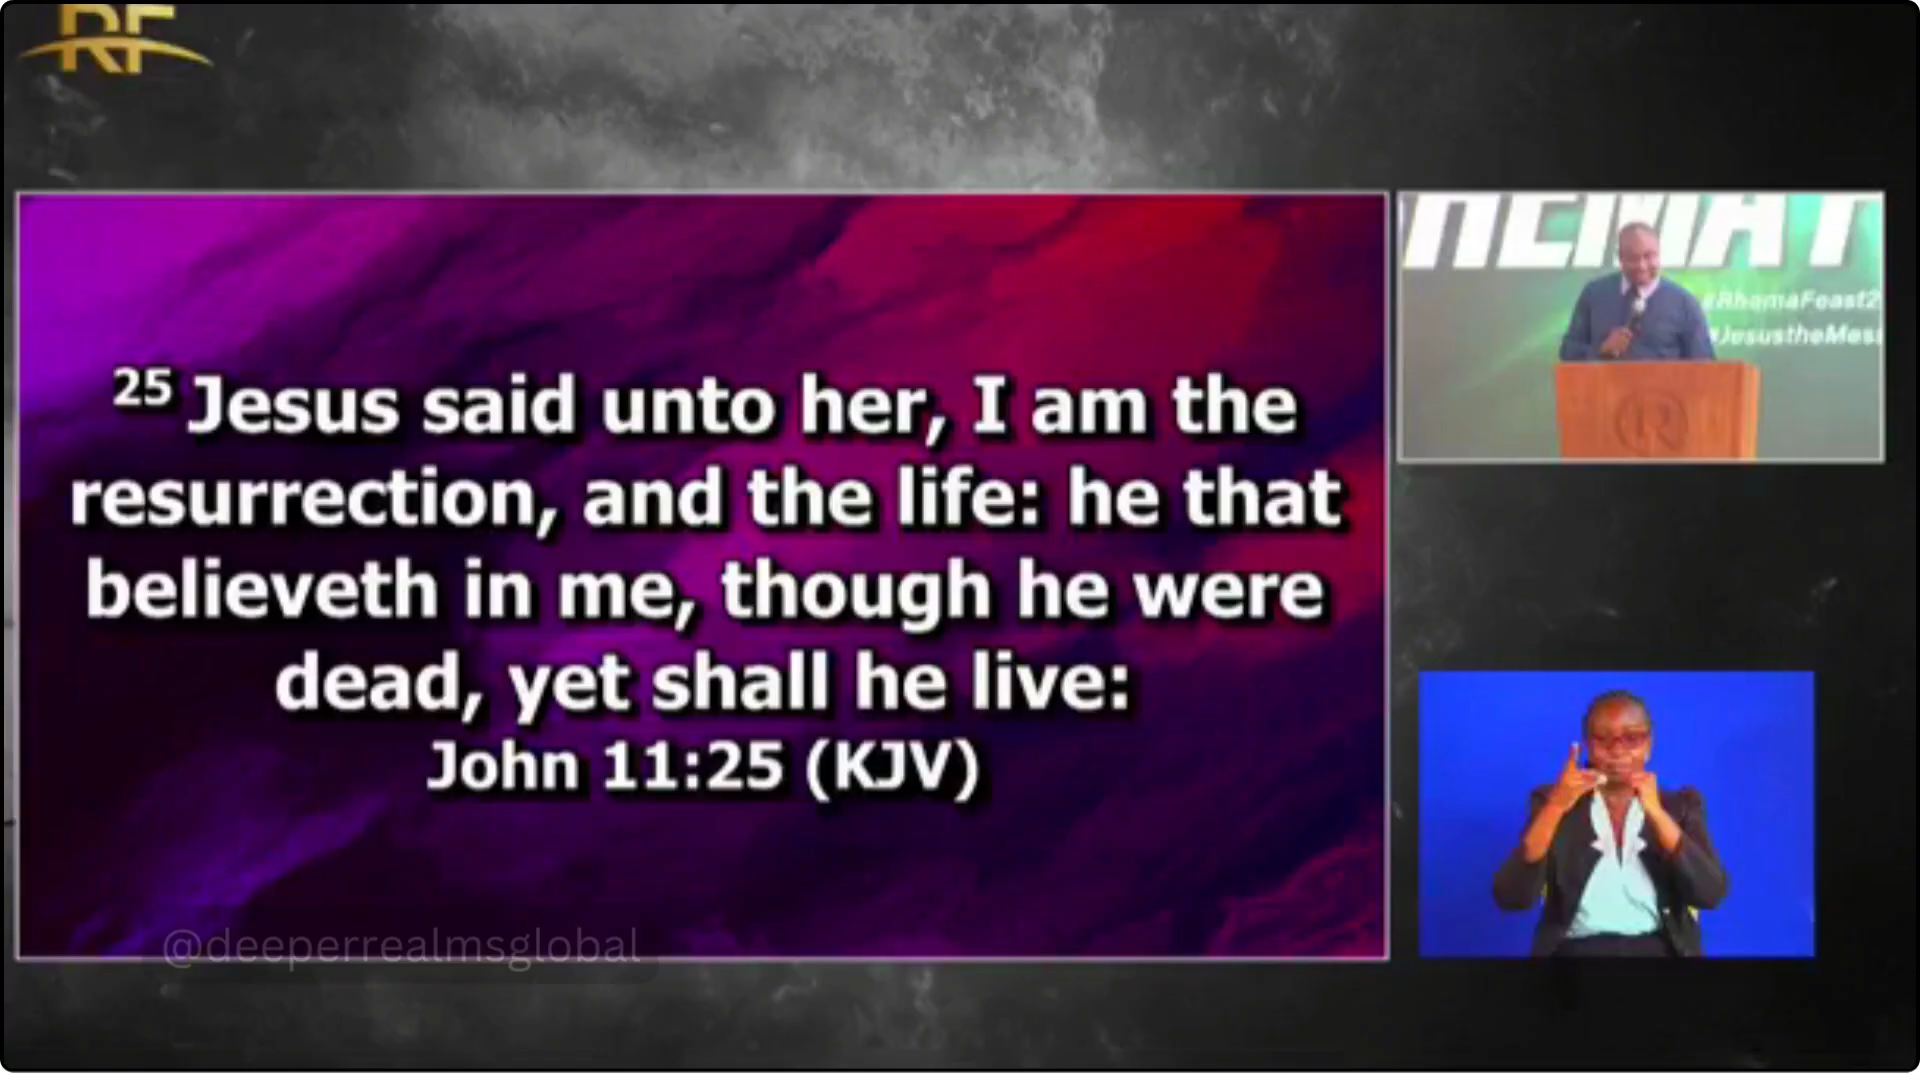 RF
25 Jesus said unto her, I am the
resurrection, and the life: he that
believeth in me, though he were
dead, yet shall he live:
John 11:25 (KJV)
#RhemaFeast2
#JesustheMess
R
@deeperrealmsglobal